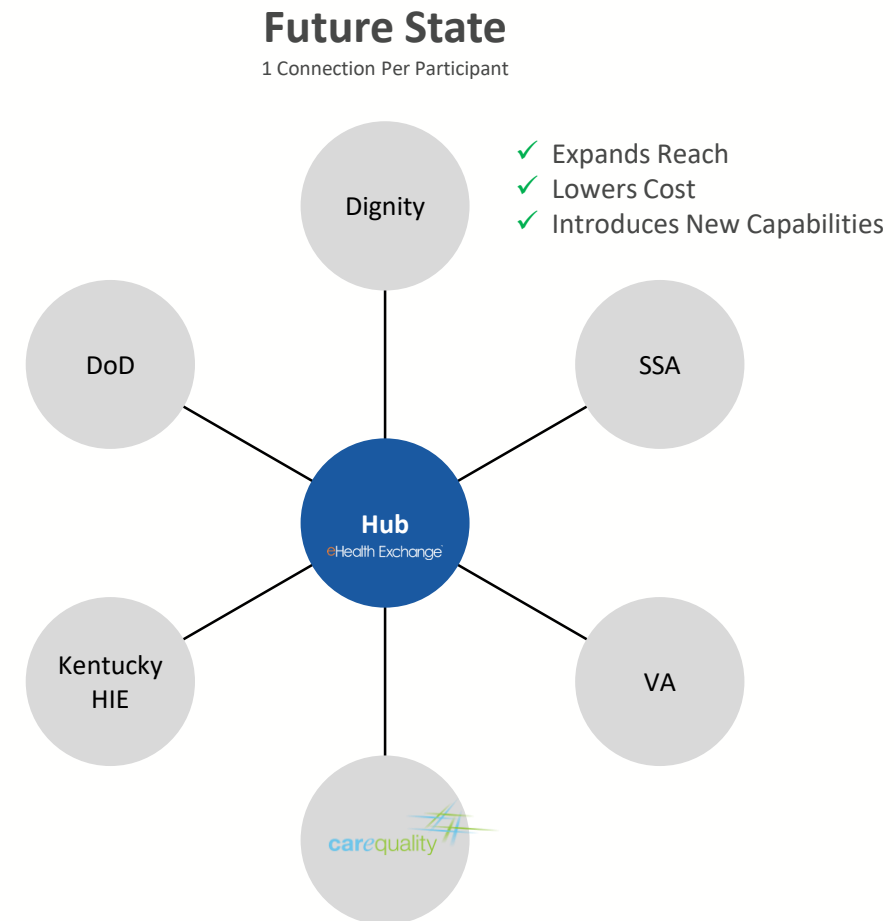 Future State
1 Connection Per Participant
✓ Expands Reach
✓ Lowers Cost
✓ Introduces New Capabilities
Dignity
DoD
SSA
Hub
eHealth Exchange
Kentucky
HIE
VA
carequality